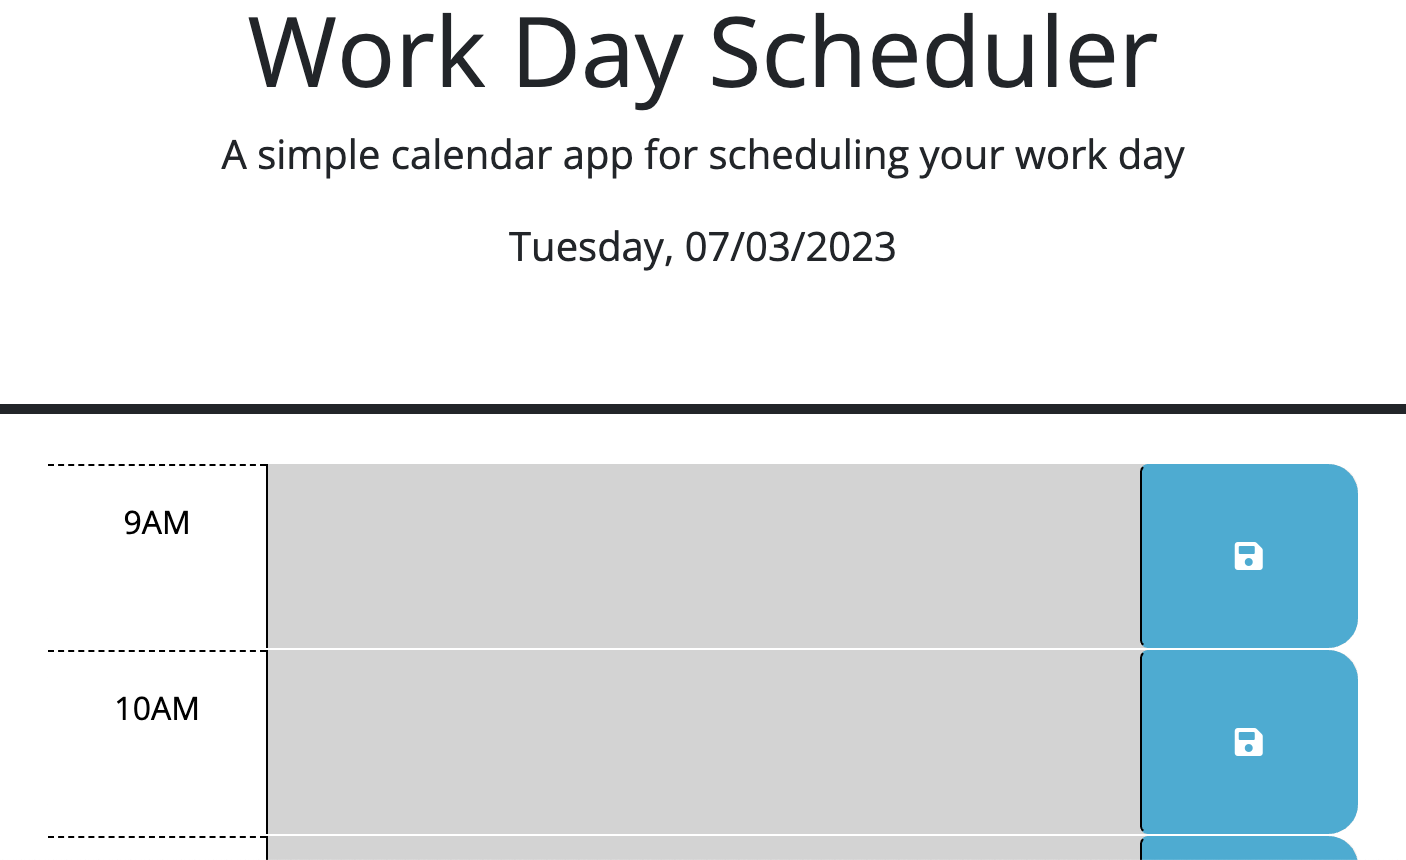 Work Day Scheduler
A simple calendar app for scheduling your work day
Tuesday, 07/03/2023
9AM
10AM